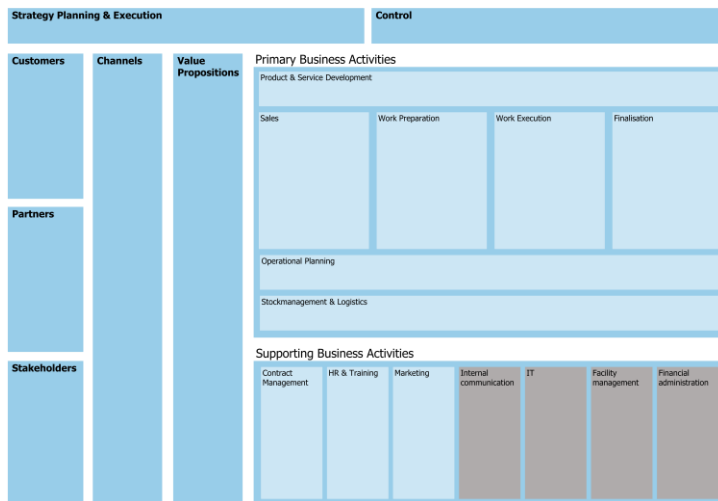 Strategy Planning & Execution
Control
Customers
Channels
Value
Propositions
Primary Business Activities
Product & Service Development
Sales
Work Preparation
Work Execution
Finalisation
Partners
Operational Planning
Stockmanagement & Logistics
Supporting Business Activities
Stakeholders
Contract
Management
HR & Training
Marketing
Internal
communication
IT
Facility
management
Financial
administration